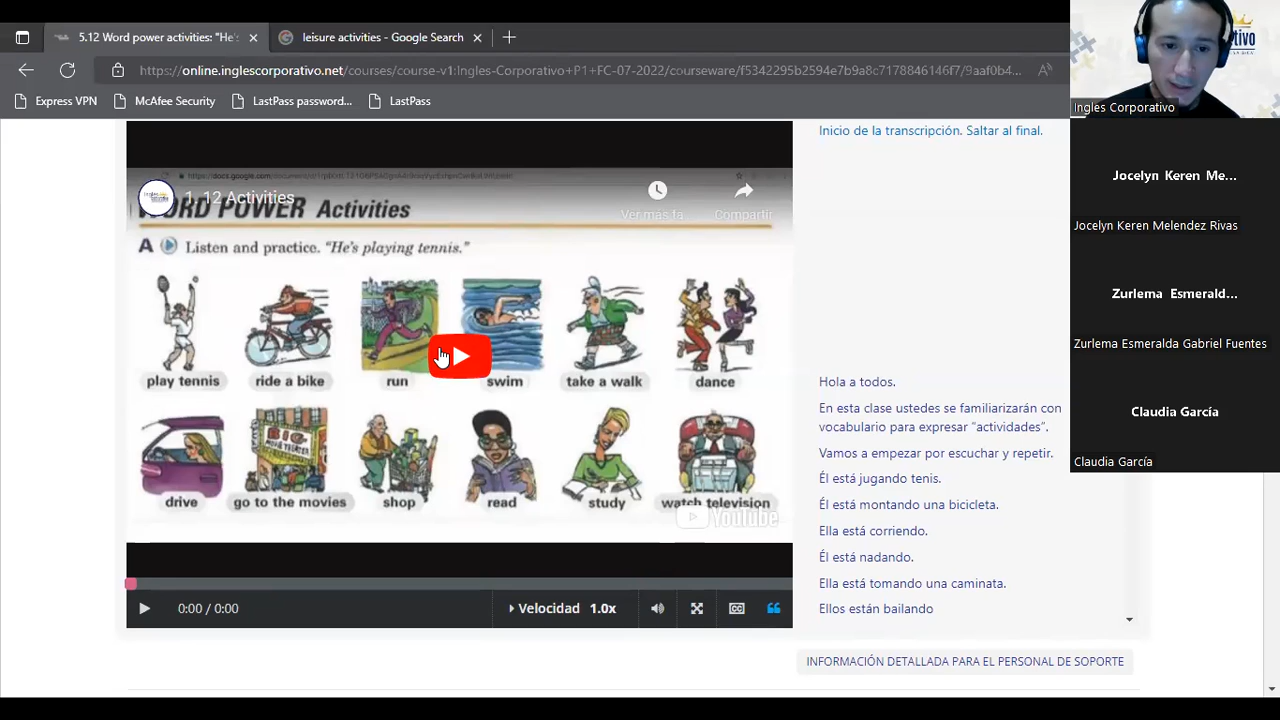 5.12 Word power activities: "He's
leisure activities - Google Search
https://online.inglescorporativo.net/courses/course-v1:Ingles-Corporativo+P1+FC-07-2022/courseware/f5342295b2594e7b9a8c7178846146f7/9aaf0b4...
Express VPN
McAfee Security
LastPass password...
LastPass
Ingles Corporativo
Jocelyn Keren Me...
Jocelyn Keren Melendez Rivas
Zurlema Esmerald...
Zurlema Esmeralda Gabriel Fuentes
Claudia García
Claudia García
1. 12 Activities
Ver más ta
Compartir
WORD POWER Activities
A Listen and practice. "He's playing tennis."
play tennis
ride a bike
run
swim
take a walk
dance
drive
go to the movies
shop
read
study
watch television
YouTube
0:00 / 0:00
Velocidad 1.0x
CC
Inicio de la transcripción. Saltar al final.
Hola a todos.
En esta clase ustedes se familiarizarán con
vocabulario para expresar "actividades".
Vamos a empezar por escuchar y repetir.
Él está jugando tenis.
Él está montando una bicicleta.
Ella está corriendo.
Él está nadando.
Ella está tomando una caminata.
Ellos están bailando
INFORMACIÓN DETALLADA PARA EL PERSONAL DE SOPORTE